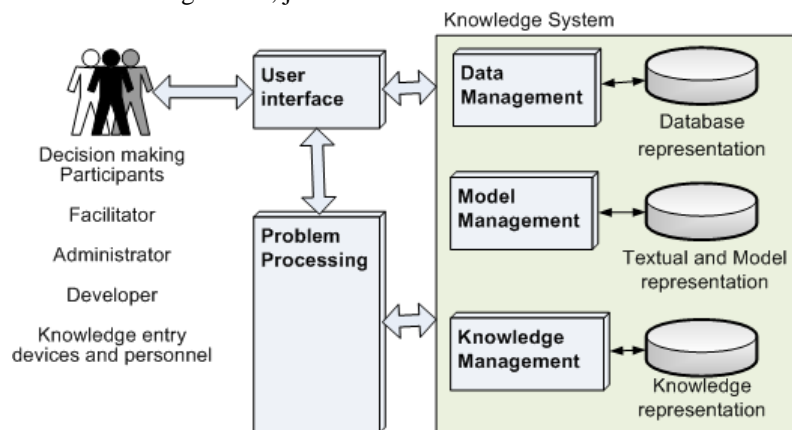 Knowledge System
User
interface
Data
Management
Database
representation
Decision making
Participants
Facilitator
Administrator
Developer
Knowledge entry
devices and personnel
Problem
Processing
Model
Management
Textual and Model
representation
Knowledge
Management
Knowledge
representation